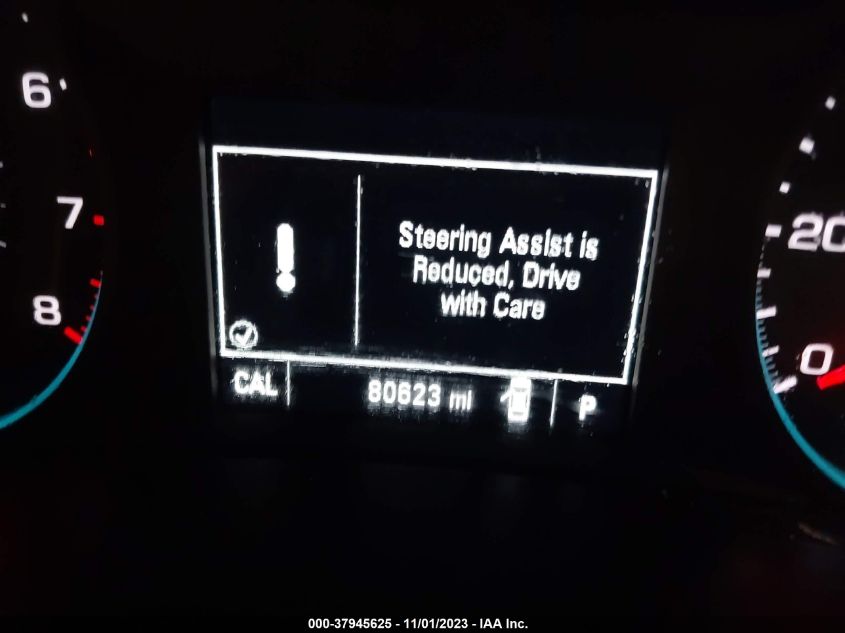 6
7
8
Steering Assist is
Reduced, Drive
with Care
CAL 80623 mi P
20
0
000-37945625 - 11/01/2023 - IAA Inc.